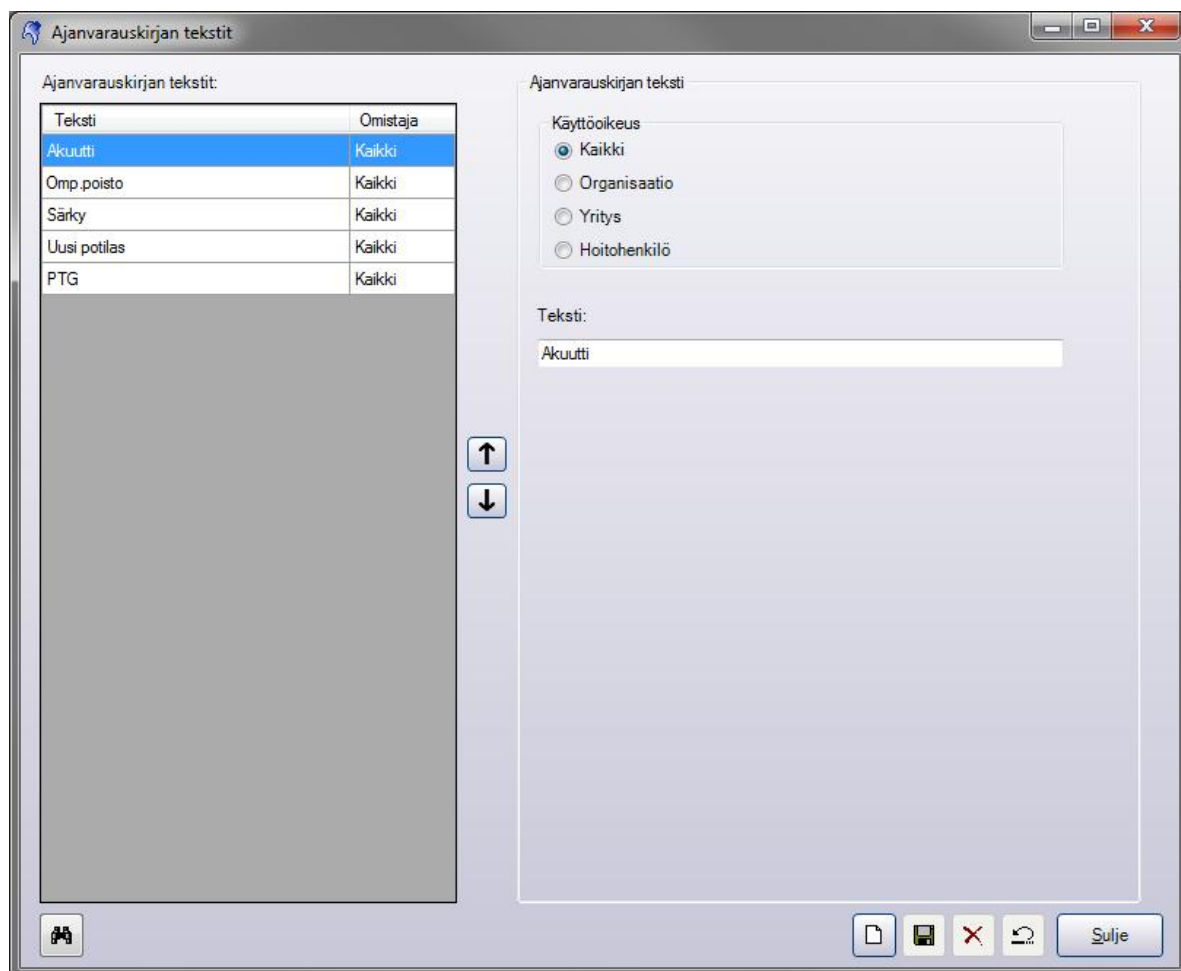 Ajanvarauskirjan tekstit
Ajanvarauskirjan tekstit:
Teksti Omistaja
Akuutti Kaikki
Omp.poisto Kaikki
Särky Kaikki
Uusi potilas Kaikki
PTG Kaikki
Ajanvarauskirjan teksti
Käyttöoikeus
Kaikki
Organisaatio
Yritys
Hoitohenkilö
Teksti:
Akuutti
Sulje